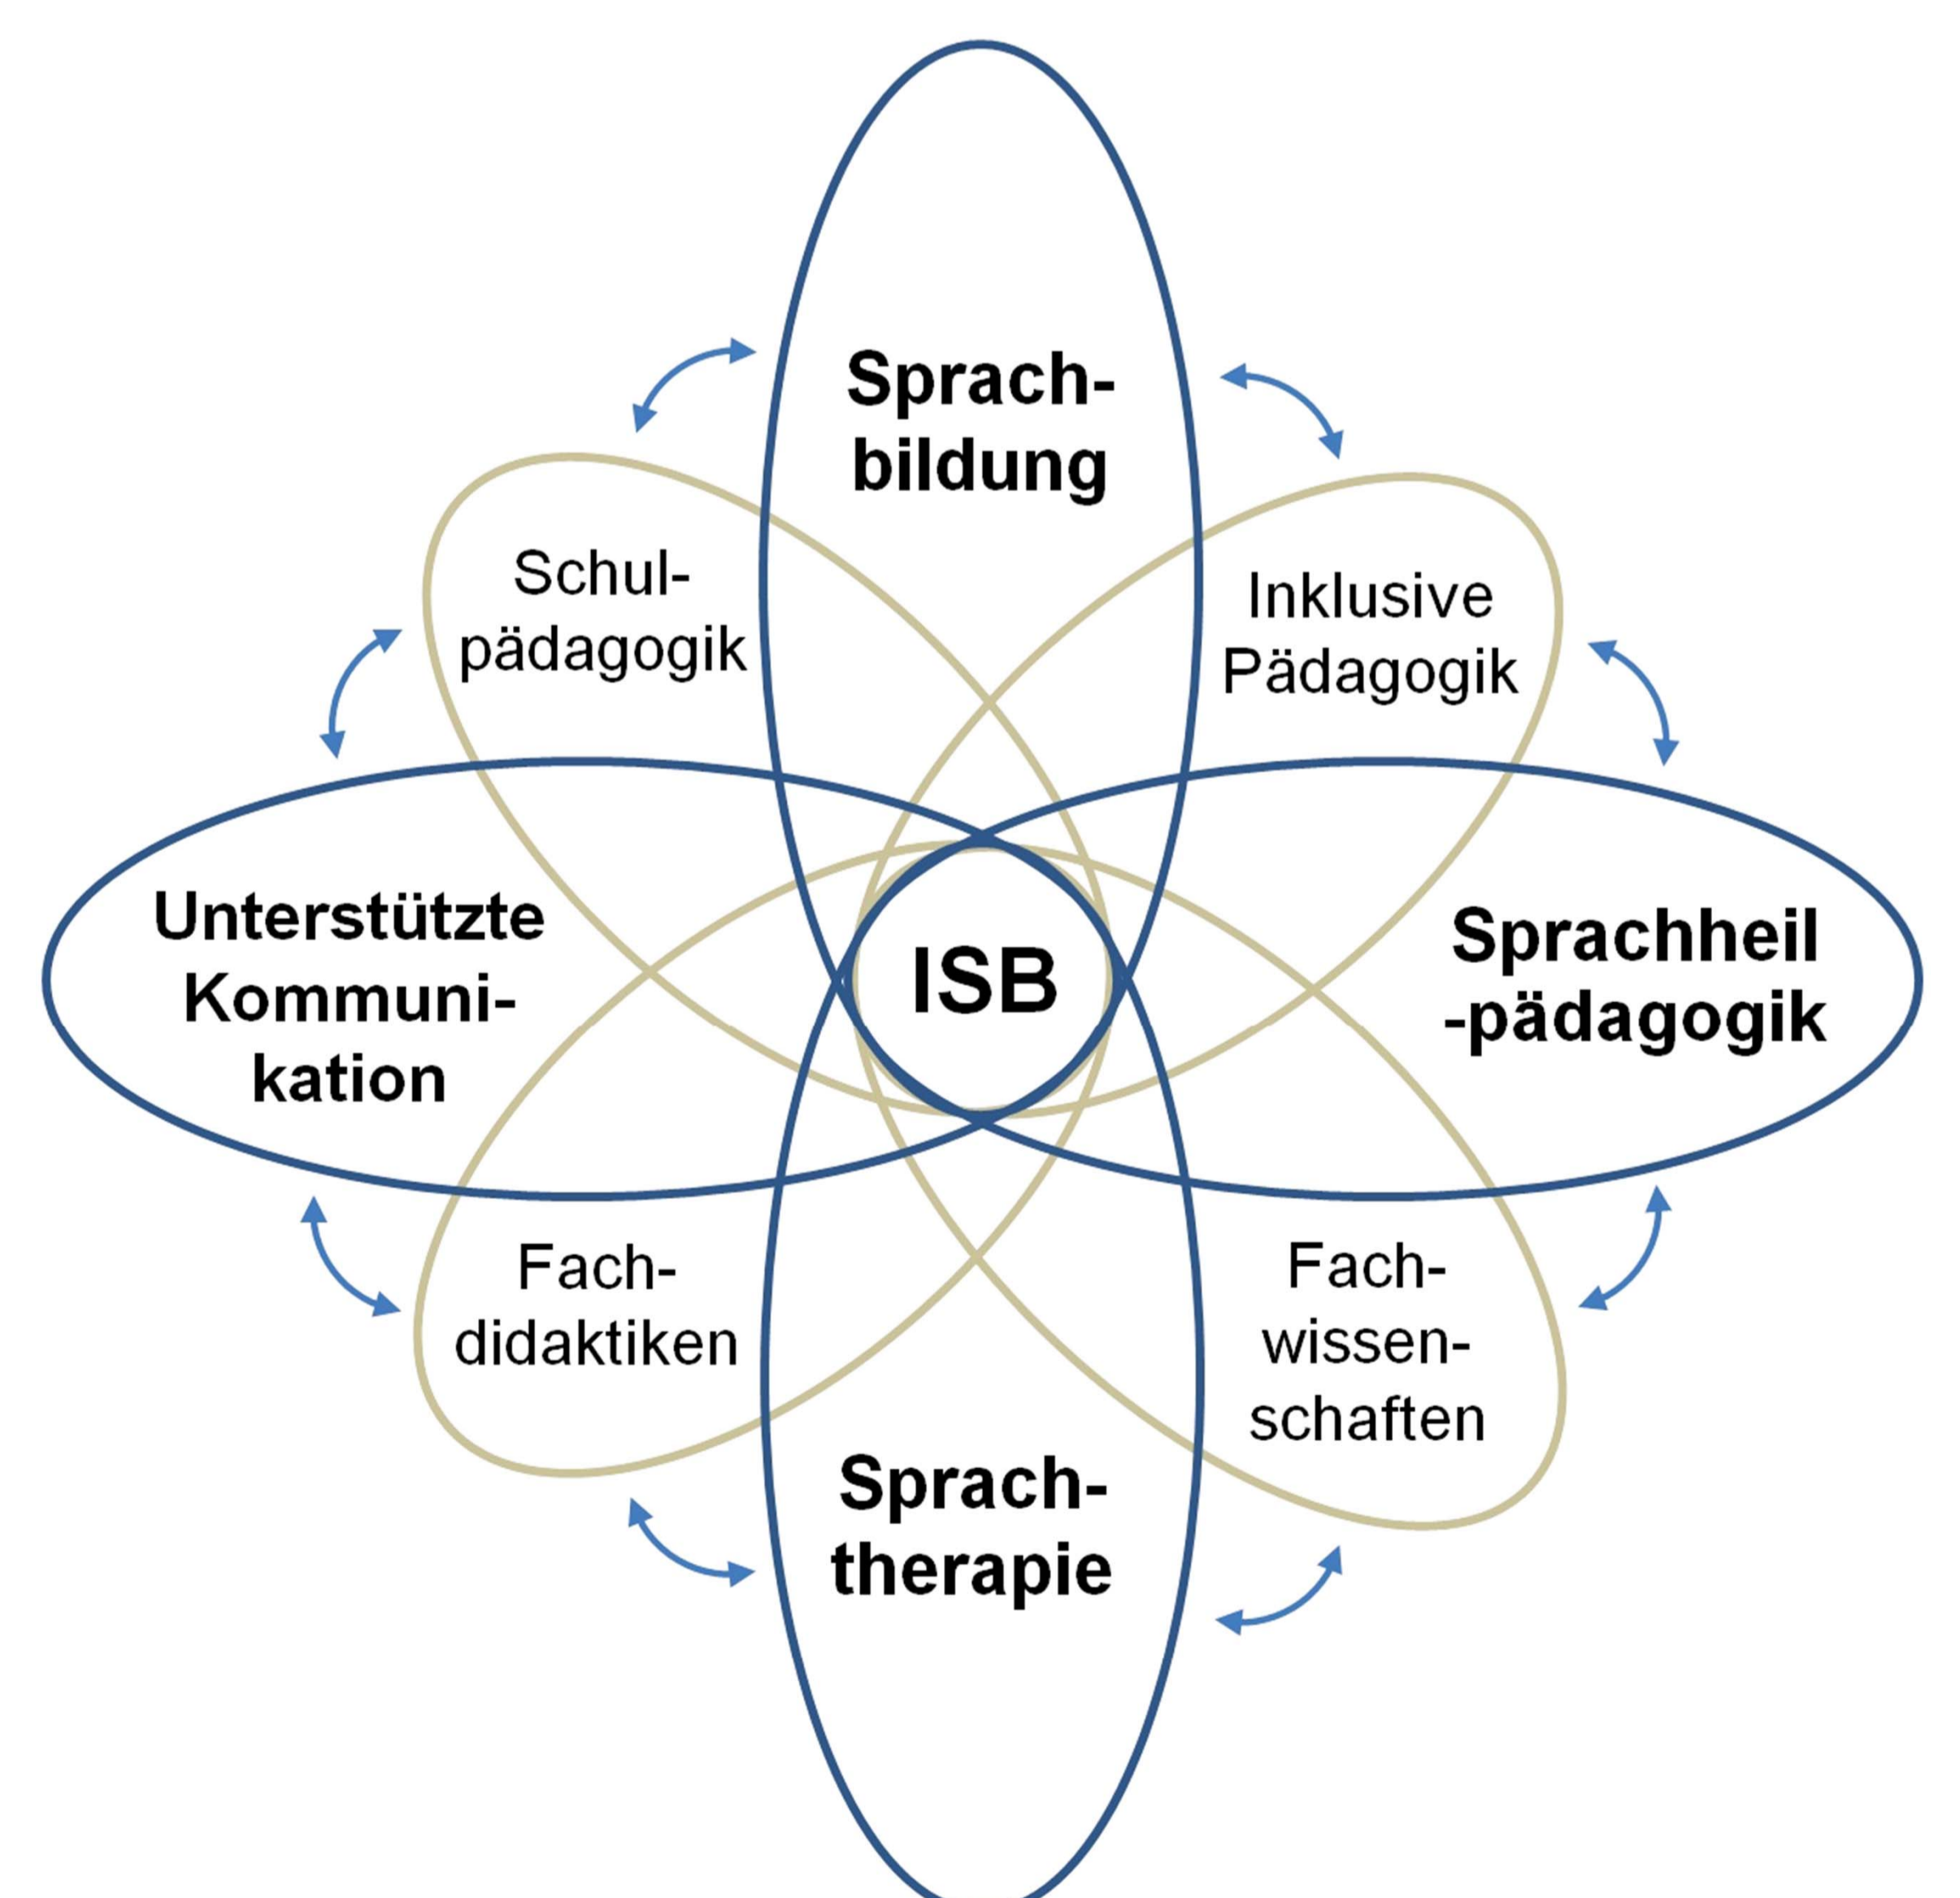 Sprach-
bildung
Schul-
pädagogik
Inklusive
Pädagogik
Unterstützte
Kommuni-
kation
ISB
Sprachheil
-pädagogik
Fach-
didaktiken
Fach-
wissen-
schaften
Sprach-
therapie